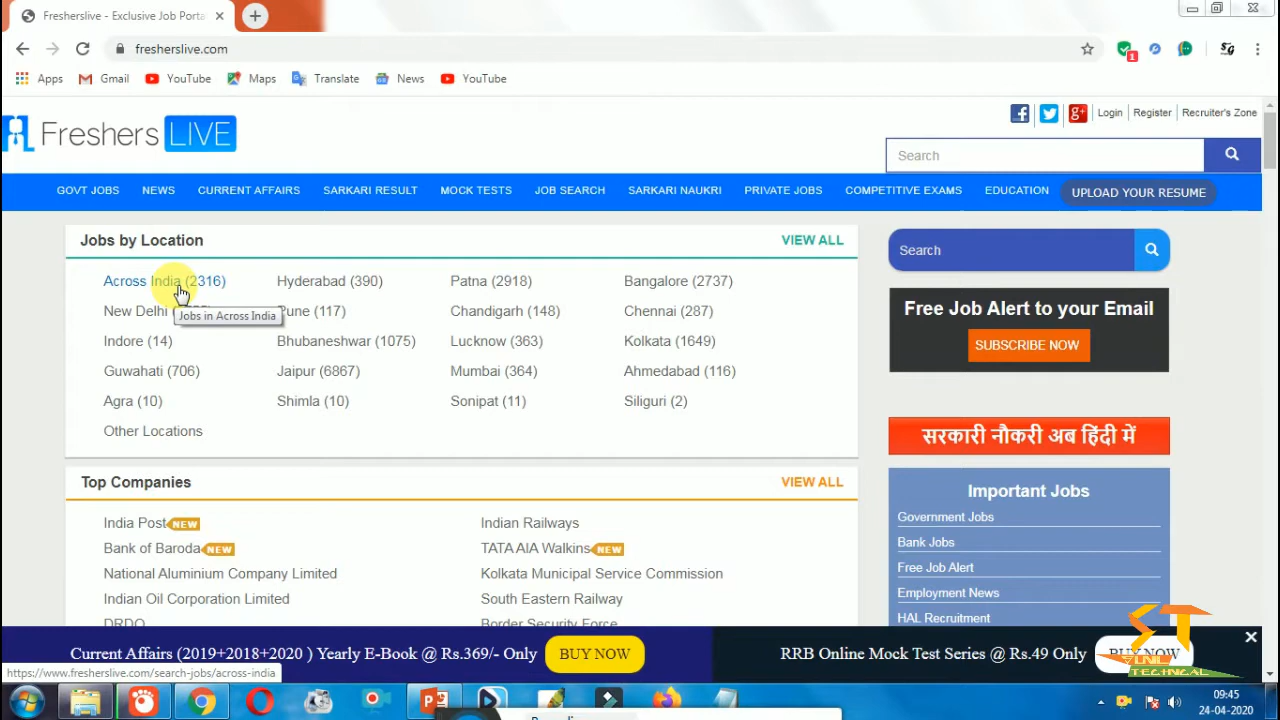 Fresherslive - Exclusive Job Porta
fresherslive.com
1
Apps Gmail YouTube Maps Translate News YouTube
Login Register Recruiter's Zone
Freshers LIVE
Search
GOVT JOBS NEWS CURRENT AFFAIRS SARKARI RESULT MOCK TESTS JOB SEARCH SARKARI NAUKRI PRIVATE JOBS COMPETITIVE EXAMS EDUCATION UPLOAD YOUR RESUME
Jobs by Location VIEW ALL
Across India (2316) Hyderabad (390) Patna (2918) Bangalore (2737)
New Delhi Pune (117) Chandigarh (148) Chennai (287)
Jobs in Across India
Indore (14) Bhubaneshwar (1075) Lucknow (363) Kolkata (1649)
Guwahati (706) Jaipur (6867) Mumbai (364) Ahmedabad (116)
Agra (10) Shimla (10) Sonipat (11) Siliguri (2)
Other Locations
Top Companies VIEW ALL
India Post NEW Indian Railways
Bank of Baroda NEW TATA AIA Walkins NEW
National Aluminium Company Limited Kolkata Municipal Service Commission
Indian Oil Corporation Limited South Eastern Railway
DRDO Border Security Force
Search
Free Job Alert to your Email
SUBSCRIBE NOW
सरकारी नौकरी अब हिंदी में
Important Jobs
Government Jobs
Bank Jobs
Free Job Alert
Employment News
HAL Recruitment
Current Affairs (2019+2018+2020 ) Yearly E-Book @ Rs.369/- Only BUY NOW RRB Online Mock Test Series @ Rs.49 Only BUY NOW
https://www.fresherslive.com/search-jobs/across-india
09:45
24-04-2020